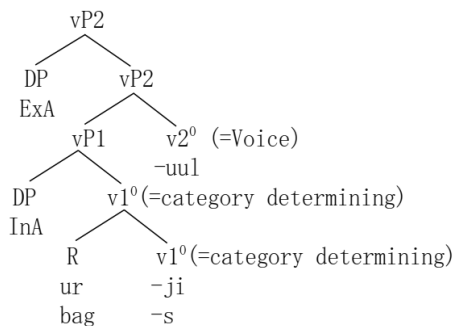 vP2
DP vP2
ExA
vP1 v2⁰ (=Voice)
-uul
DP v1⁰(=category determining)
InA
R v1⁰(=category determining)
ur -ji
bag -s